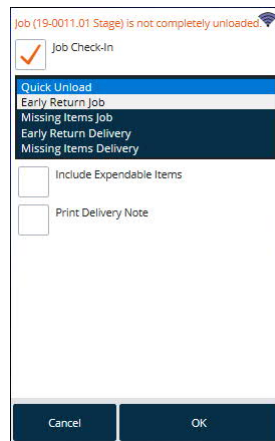 Job (19-0011.01 Stage) is not completely unloaded.
Job Check-In
Quick Unload
Early Return Job
Missing Items Job
Early Return Delivery
Missing Items Delivery
Include Expendable Items
Print Delivery Note
Cancel
OK